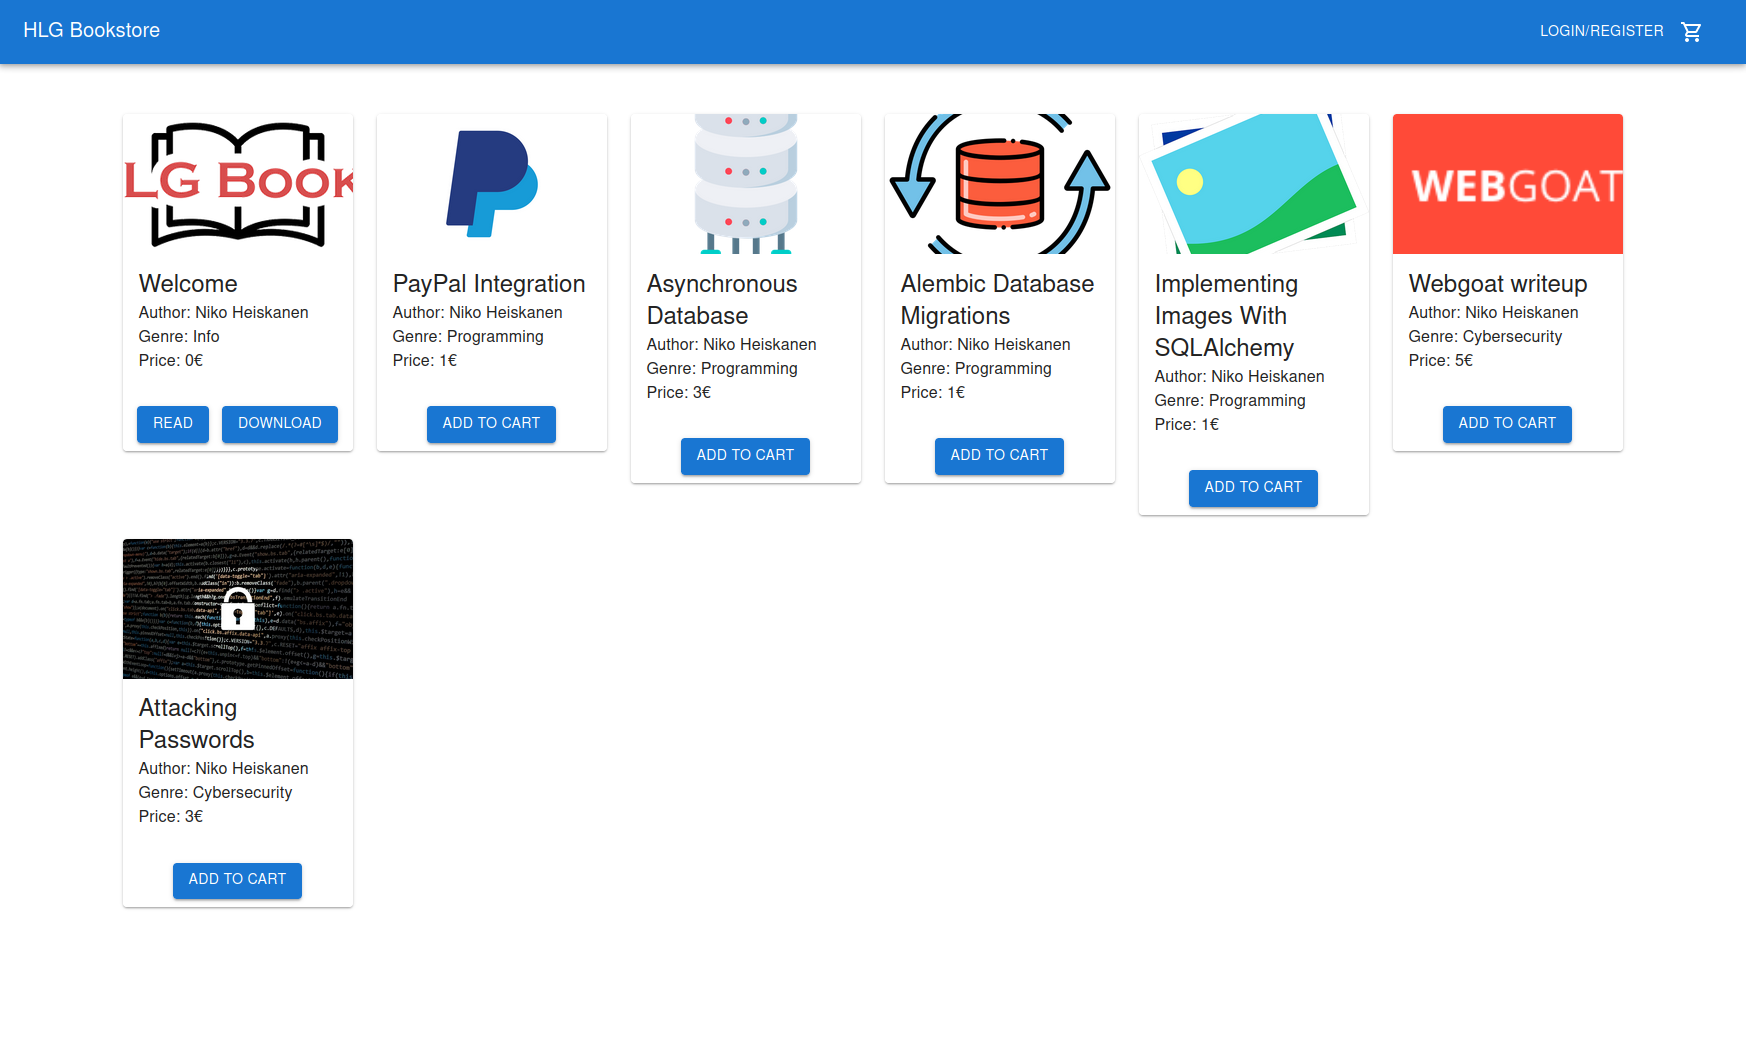 HLG Bookstore
LOGIN/REGISTER
LG BOOK
Welcome
Author: Niko Heiskanen
Genre: Info
Price: 0€
READ
DOWNLOAD
PayPal Integration
Author: Niko Heiskanen
Genre: Programming
Price: 1€
ADD TO CART
Asynchronous
Database
Author: Niko Heiskanen
Genre: Programming
Price: 3€
ADD TO CART
Alembic Database
Migrations
Author: Niko Heiskanen
Genre: Programming
Price: 1€
ADD TO CART
Implementing
Images With
SQLAlchemy
Author: Niko Heiskanen
Genre: Programming
Price: 1€
ADD TO CART
WEBGOAT
Webgoat writeup
Author: Niko Heiskanen
Genre: Cybersecurity
Price: 5€
ADD TO CART
Attacking
Passwords
Author: Niko Heiskanen
Genre: Cybersecurity
Price: 3€
ADD TO CART